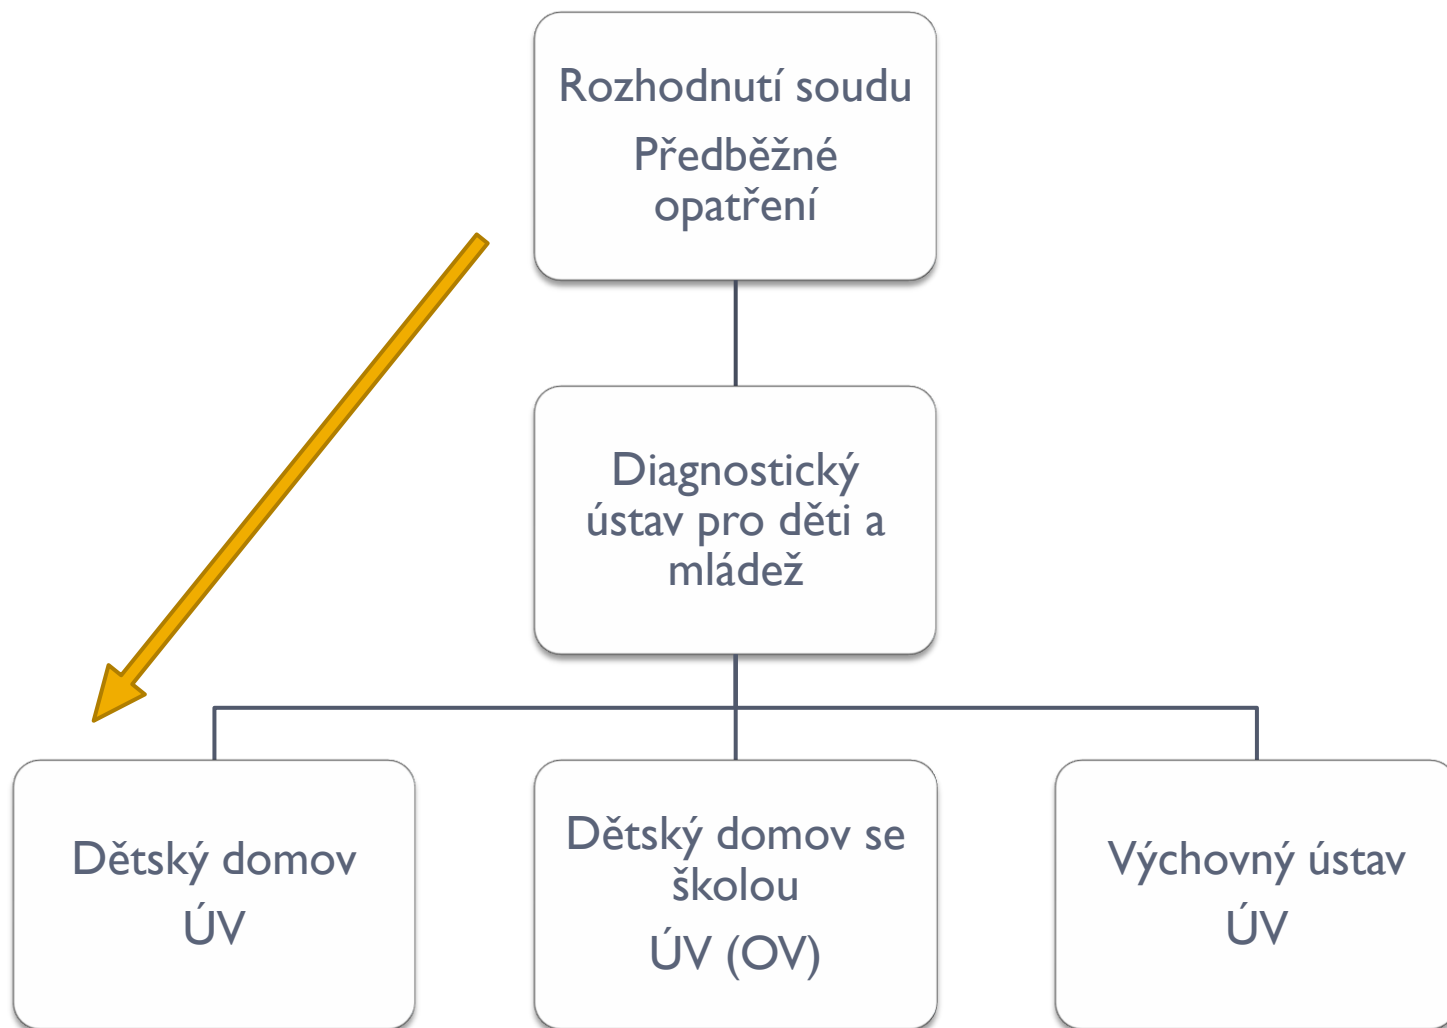 Rozhodnutí soudu
Předběžné
opatření
Diagnostický
ústav pro děti a
mládež
Dětský domov
ÚV
Dětský domov se
školou
ÚV (OV)
Výchovný ústav
ÚV